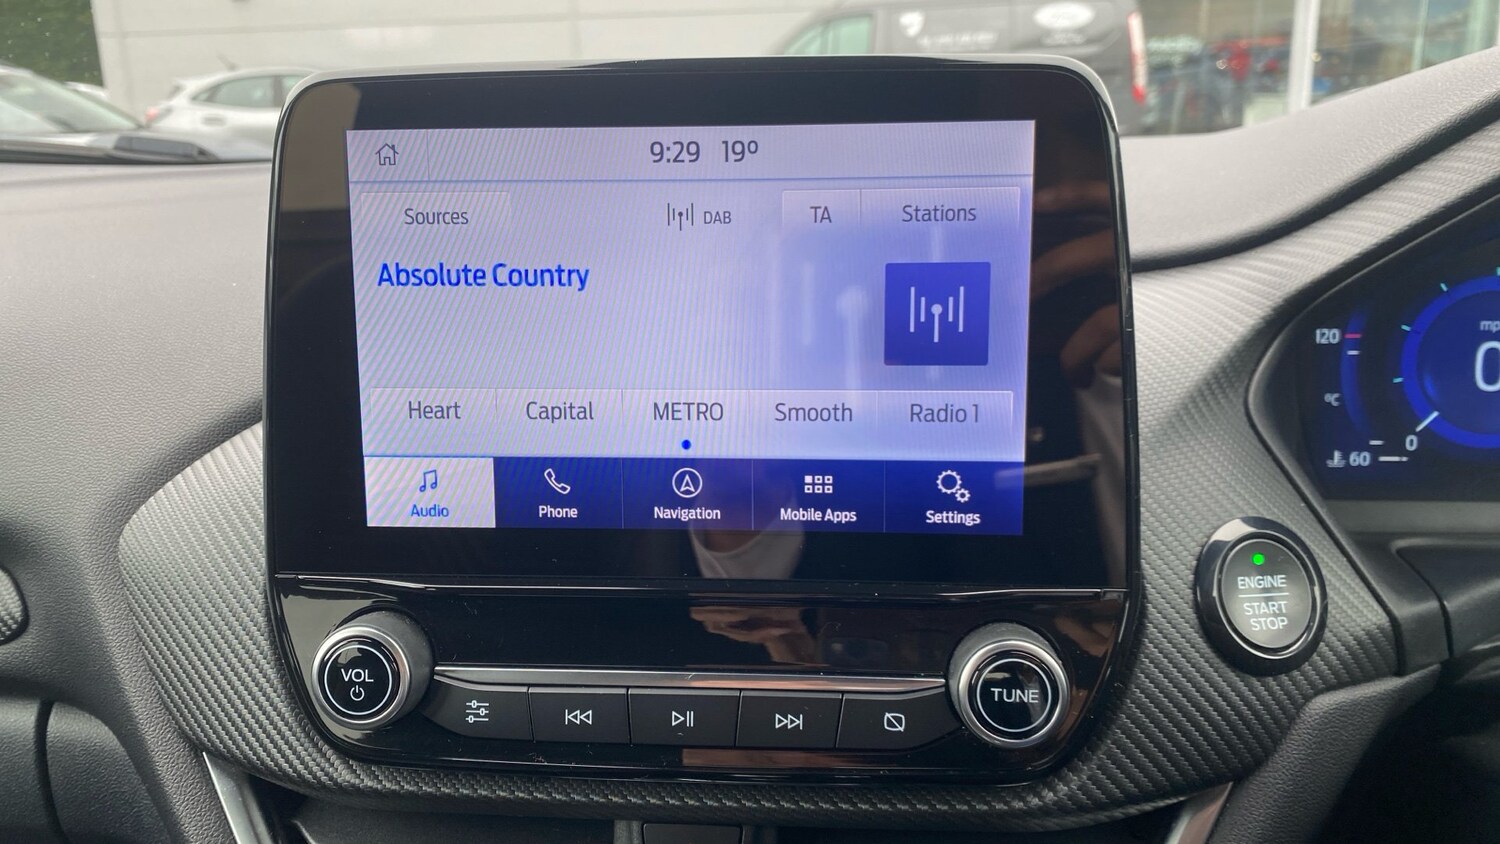 9:29 19°
Sources
DAB
TA
Stations
Absolute Country
Heart
Capital
METRO
Smooth
Radio 1
Audio
Phone
Navigation
Mobile Apps
Settings
VOL
TUNE
ENGINE
START
STOP
120
°C
60
0
0